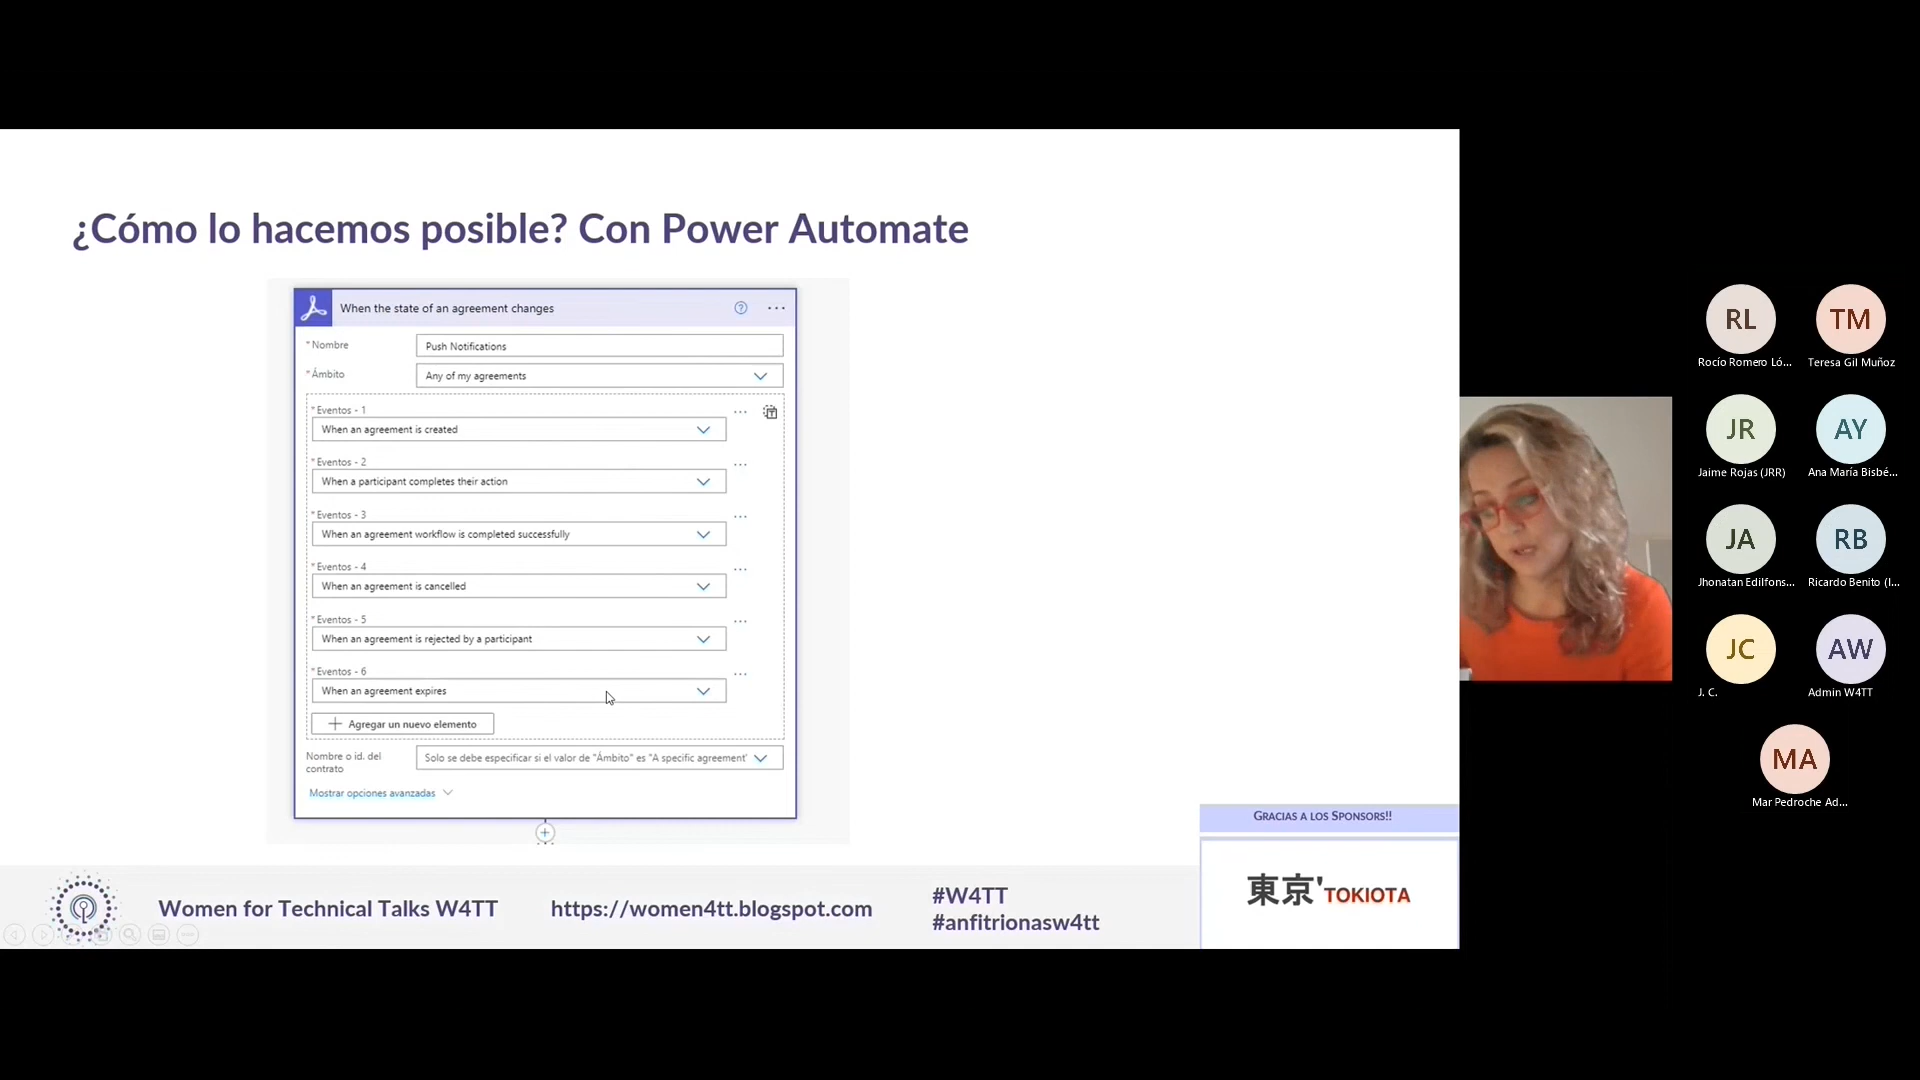 ¿Cómo lo hacemos posible? Con Power Automate
When the state of an agreement changes
* Nombre
Push Notifications
* Ámbito
Any of my agreements
* Eventos - 1
When an agreement is created
* Eventos - 2
When a participant completes their action
* Eventos - 3
When an agreement workflow is completed successfully
* Eventos - 4
When an agreement is cancelled
* Eventos - 5
When an agreement is rejected by a participant
* Eventos - 6
When an agreement expires
Agregar un nuevo elemento
Nombre o id. del
contrato
Solo se debe especificar si el valor de "Ámbito" es "A specific agreement"
Mostrar opciones avanzadas
GRACIAS A LOS SPONSORS!!
東京'TOKIOTA
Women for Technical Talks W4TT
https://women4tt.blogspot.com
#W4TT
#anfitrionasw4tt
RL
Rocío Romero Ló...
TM
Teresa Gil Muñoz
JR
Jaime Rojas (JRR)
AY
Ana María Bisbé...
JA
Jhonatan Edilfons...
RB
Ricardo Benito (I...
JC
J. C.
AW
Admin W4TT
MA
Mar Pedroche Ad...